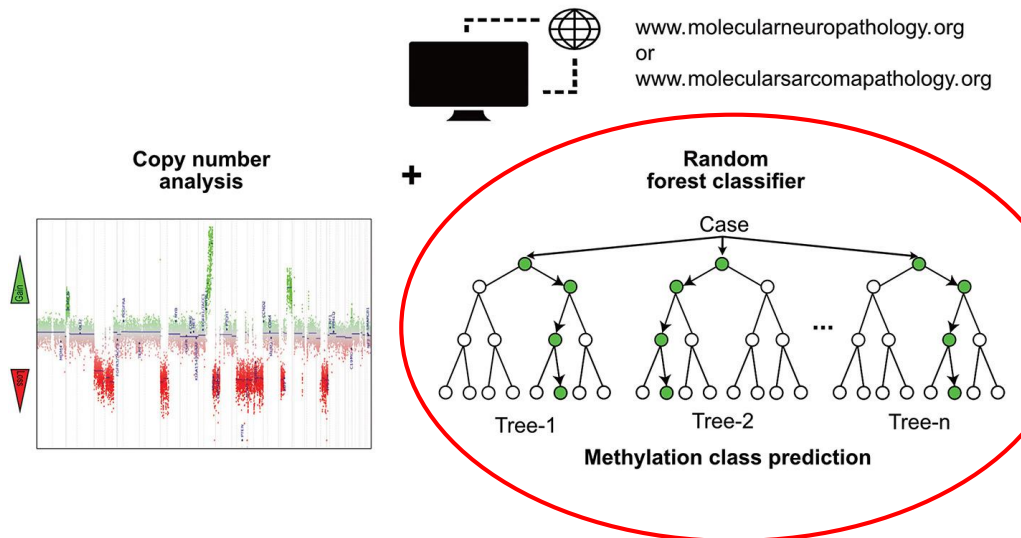 www.molecularneuropathology.org
or
www.molecularsarcomapathology.org
Copy number
analysis
+
Random
forest classifier
Gain
Loss
Case
...
Tree-1
Tree-2
Tree-n
Methylation class prediction